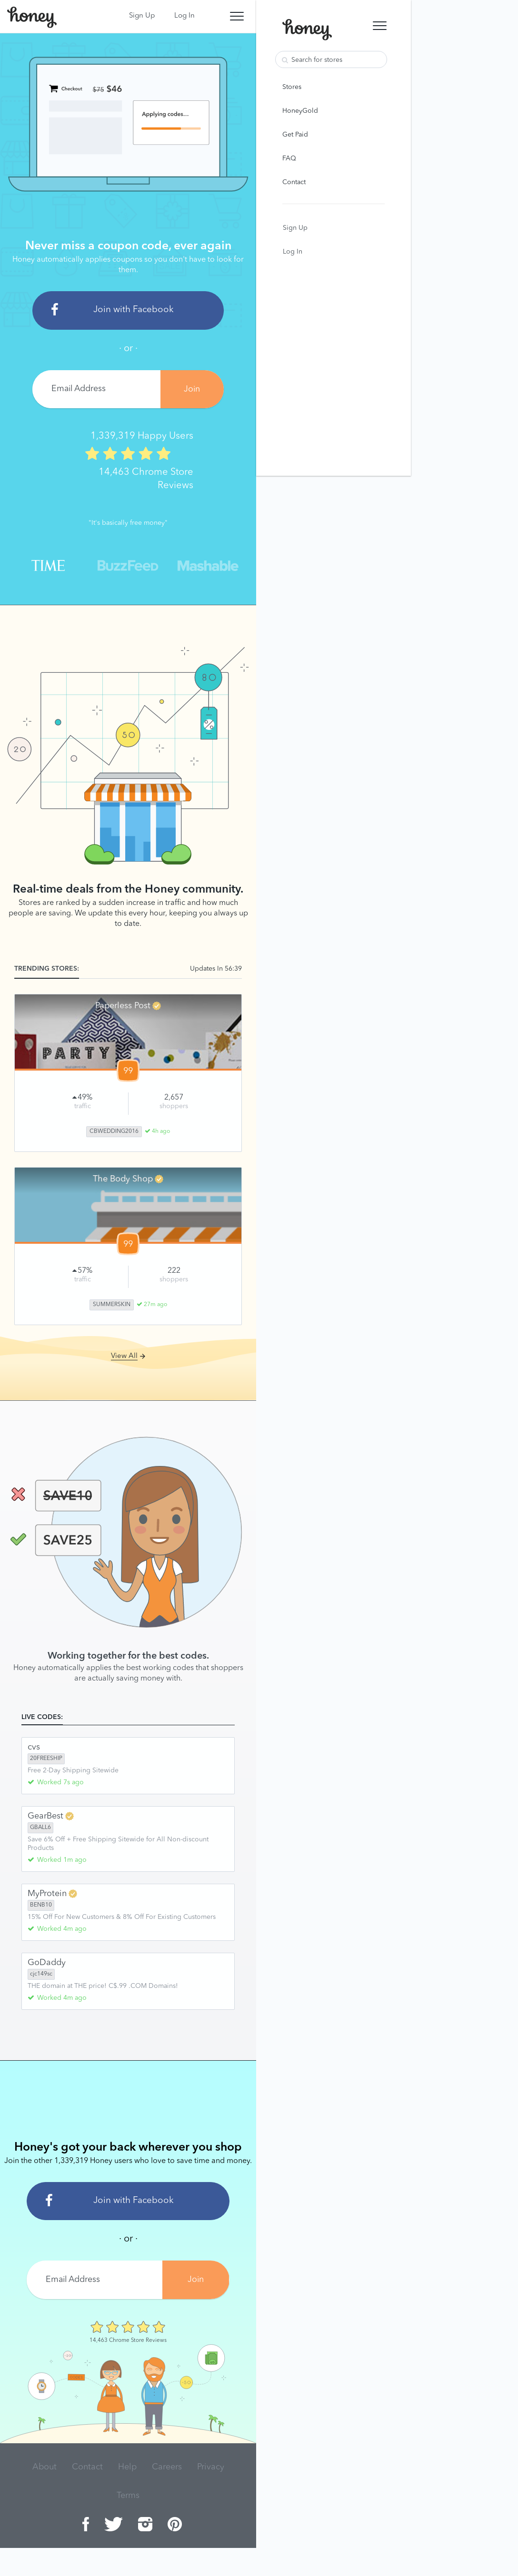 honey
Sign Up
Log In
Checkout $75 $46
Applying codes...
Never miss a coupon code, ever again
Honey automatically applies coupons so you don't have to look for
them.
Join with Facebook
· or ·
Email Address
Join
1,339,319 Happy Users
14,463 Chrome Store
Reviews
"It's basically free money"
TIME
BuzzFeed
Mashable
80
50
20
Real-time deals from the Honey community.
Stores are ranked by a sudden increase in traffic and how much
people are saving. We update this every hour, keeping you always up
to date.
TRENDING STORES:
Updates In 56:39
Paperless Post
PARTY
99
49%
traffic
2,657
shoppers
CBWEDDING2016
4h ago
The Body Shop
99
57%
traffic
222
shoppers
SUMMERSKIN
27m ago
View All
SAVE10
SAVE25
Working together for the best codes.
Honey automatically applies the best working codes that shoppers
are actually saving money with.
LIVE CODES:
cvs
20FREESHIP
Free 2-Day Shipping Sitewide
Worked 7s ago
GearBest
GBALL6
Save 6% Off + Free Shipping Sitewide for All Non-discount
Products
Worked 1m ago
MyProtein
BENB10
15% Off For New Customers & 8% Off For Existing Customers
Worked 4m ago
GoDaddy
cjc149xc
THE domain at THE price! C$.99 .COM Domains!
Worked 4m ago
Honey's got your back wherever you shop
Join the other 1,339,319 Honey users who love to save time and money.
Join with Facebook
· or ·
Email Address
Join
14,463 Chrome Store Reviews
About
Contact
Help
Careers
Privacy
Terms
honey
Search for stores
Stores
HoneyGold
Get Paid
FAQ
Contact
Sign Up
Log In